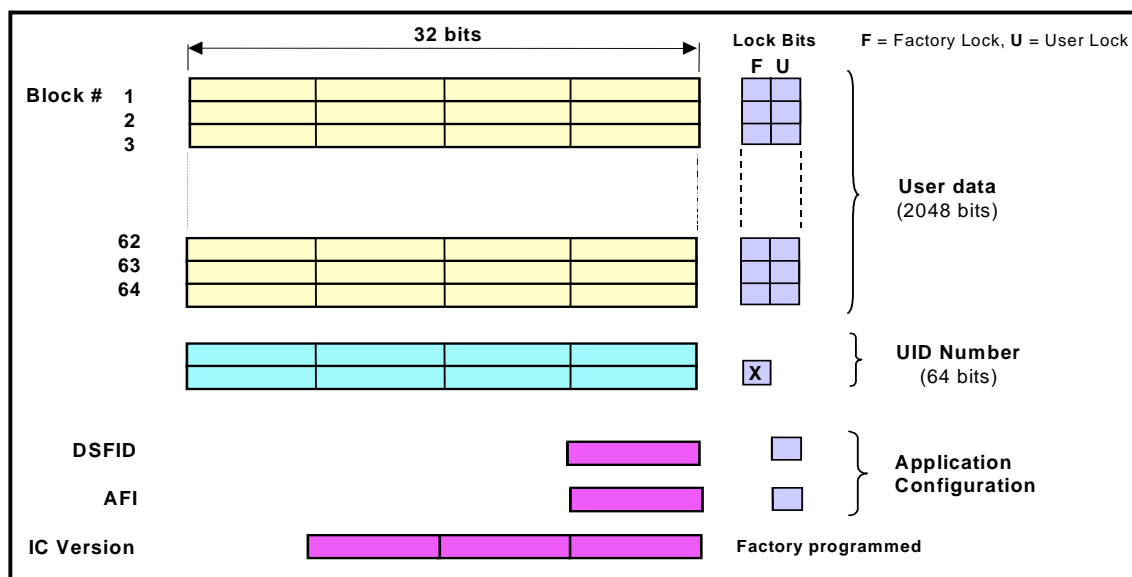 32 bits
Lock Bits
F = Factory Lock, U = User Lock
F U
Block # 1
2
3
User data
(2048 bits)
62
63
64
UID Number
(64 bits)
X
DSFID
Application
Configuration
AFI
IC Version
Factory programmed